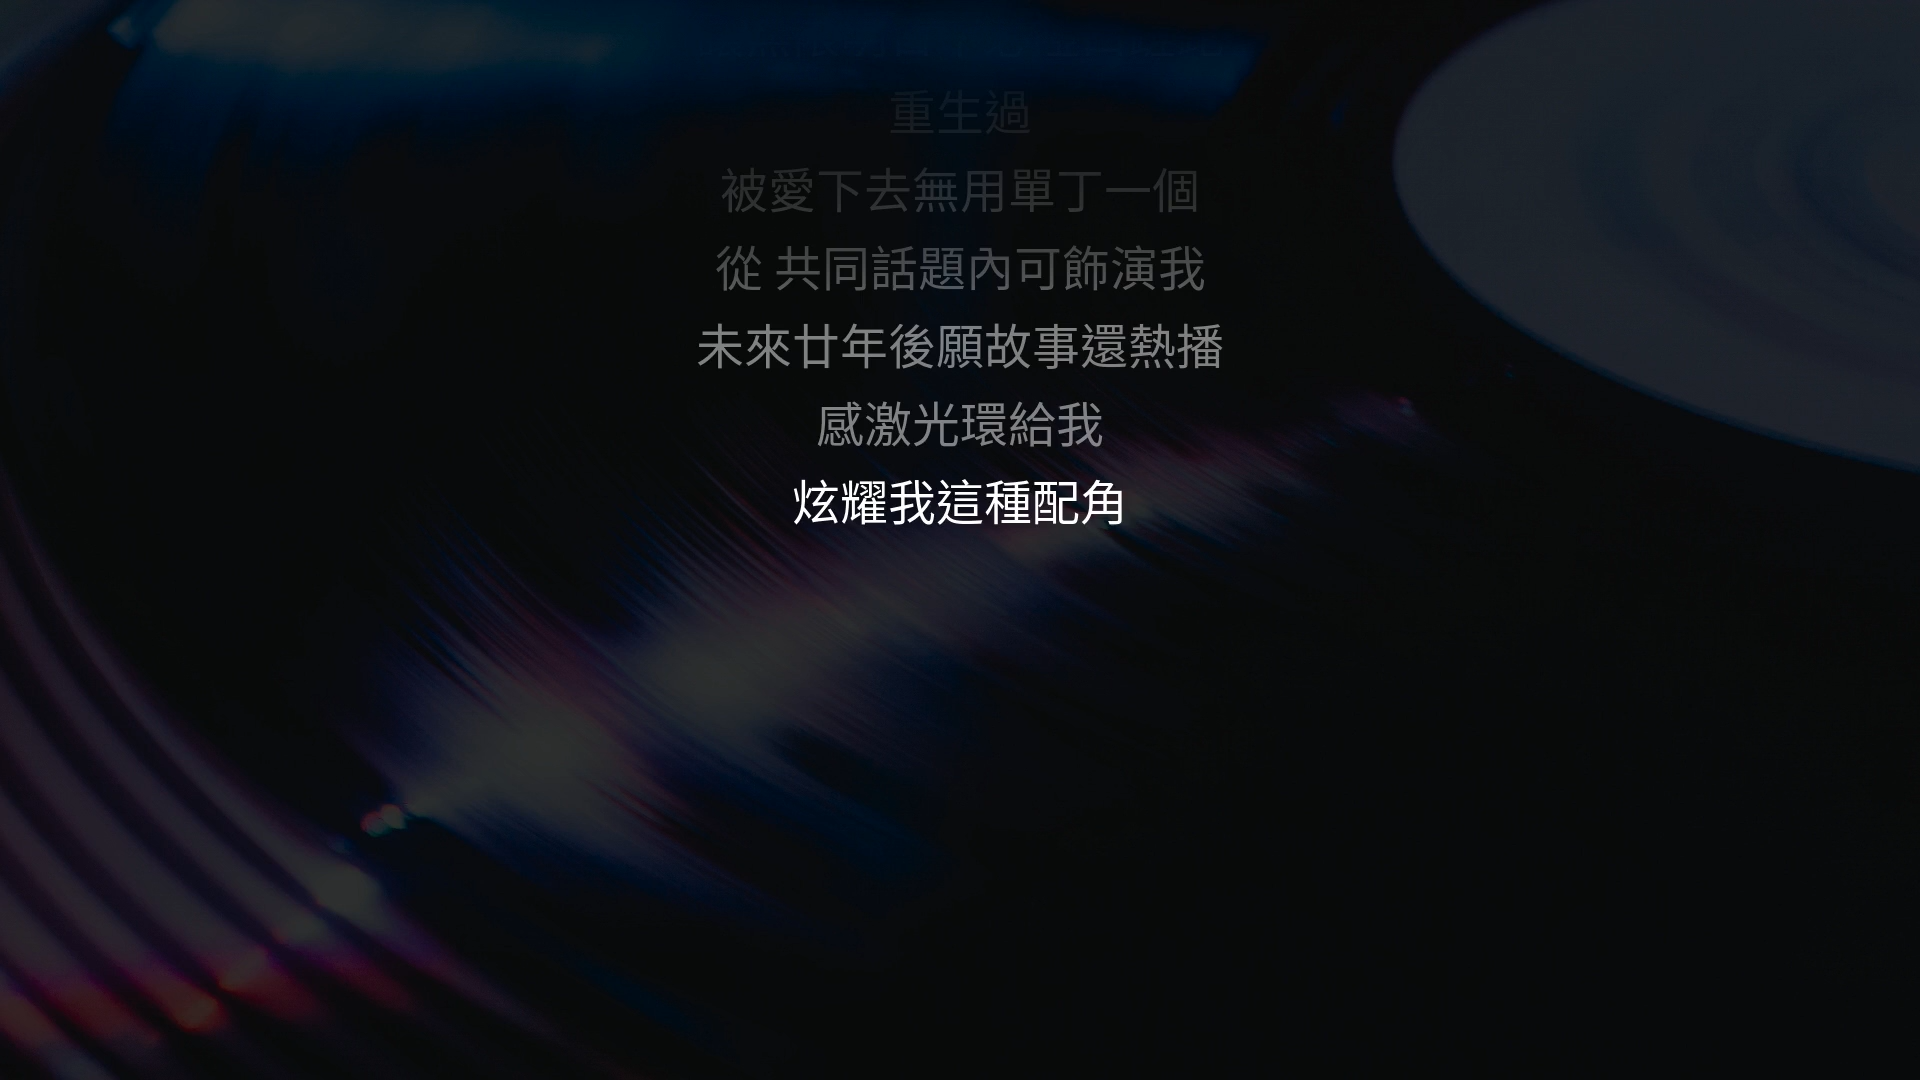 重生過
被愛下去無用單丁一個
從 共同話題內可飾演我
未來廿年後願故事還熱播
感激光環給我
炫耀我這種配角